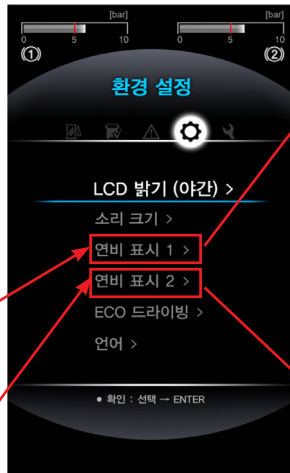 [bar] [bar]
0 5 10 0 5 10
(1) (2)
환경 설정
LCD 밝기 (야간) >
소리 크기 >
연비 표시 1 >
연비 표시 2 >
ECO 드라이빙 >
언어 >
● 확인 : 선택 → ENTER